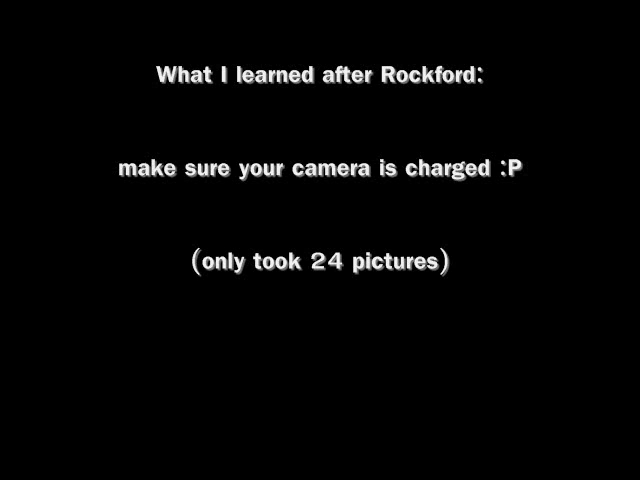 What I learned after Rockford:
make sure your camera is charged :P
(only took 24 pictures)